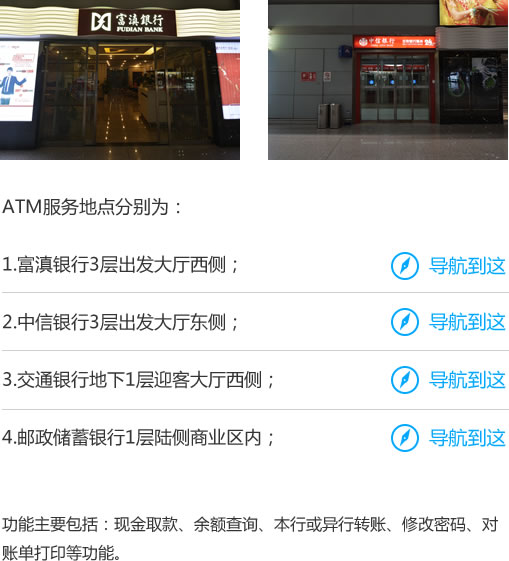 富滇银行
FUDIAN BANK
中信银行
ATM服务地点分别为：
1.富滇银行3层出发大厅西侧；
导航到这
2.中信银行3层出发大厅东侧；
导航到这
3.交通银行地下1层迎客大厅西侧；
导航到这
4.邮政储蓄银行1层陆侧商业区内；
导航到这
功能主要包括：现金取款、余额查询、本行或异行转账、修改密码、对
账单打印等功能。